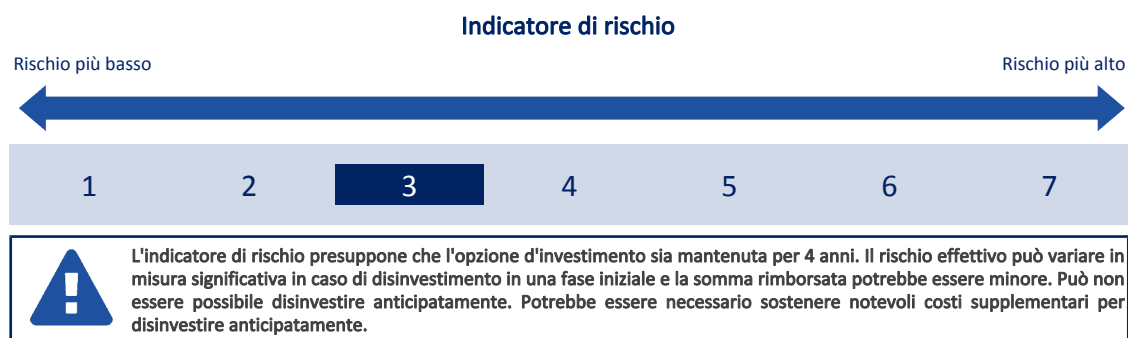 Indicatore di rischio
Rischio più basso
Rischio più alto
1 2 3 4 5 6 7
L'indicatore di rischio presuppone che l'opzione d'investimento sia mantenuta per 4 anni. Il rischio effettivo può variare in
misura significativa in caso di disinvestimento in una fase iniziale e la somma rimborsata potrebbe essere minore. Può non
essere possibile disinvestire anticipatamente. Potrebbe essere necessario sostenere notevoli costi supplementari per
disinvestire anticipatamente.